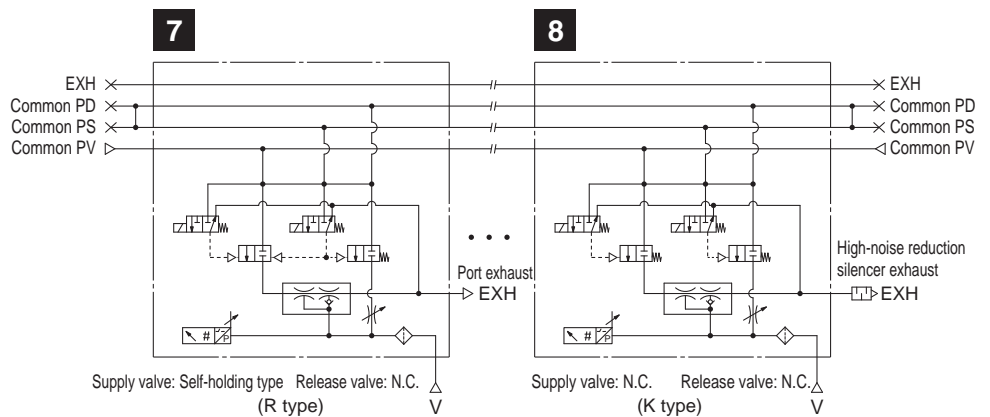 7
8
EXH
Common PD
Common PS
Common PV
EXH
Common PD
Common PS
Common PV
Port exhaust
EXH
High-noise reduction
silencer exhaust
EXH
#
P
#
P
Supply valve: Self-holding type
Release valve: N.C.
(R type)
V
Supply valve: N.C.
Release valve: N.C.
(K type)
V